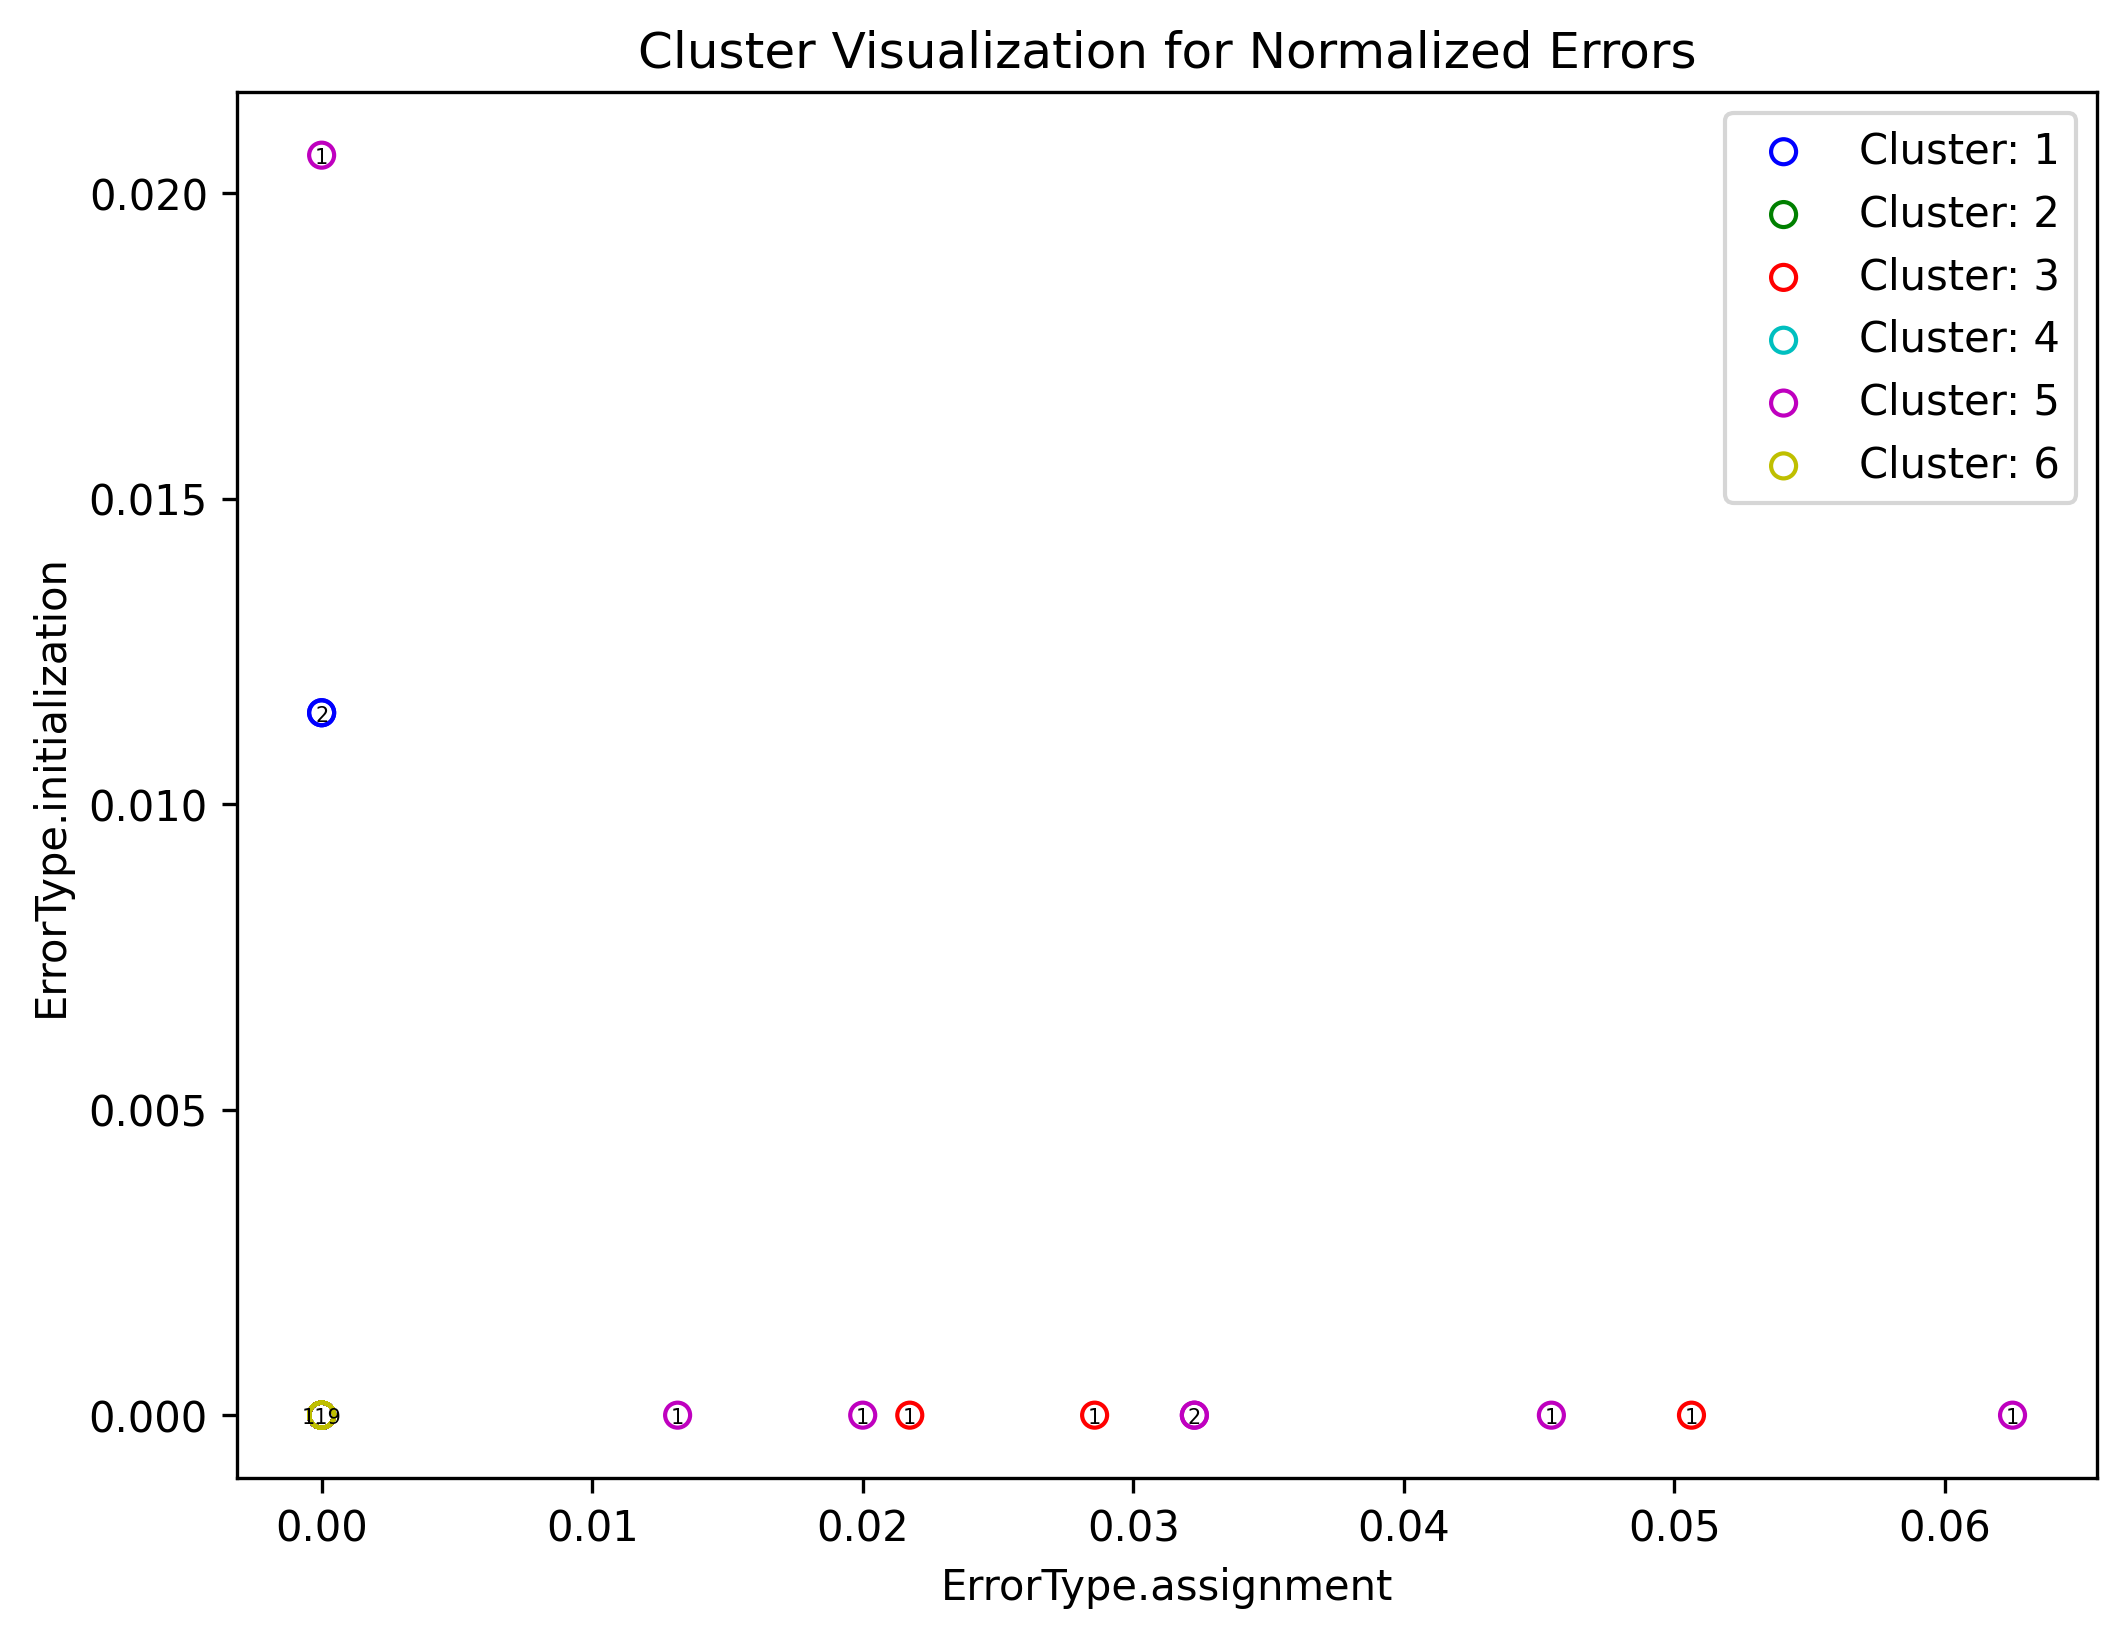 Cluster Visualization for Normalized Errors
Cluster: 1
Cluster: 2
Cluster: 3
Cluster: 4
Cluster: 5
Cluster: 6
ErrorType.initialization
0.020
0.015
0.010
0.005
0.000
1
2
119
1
1
1
1
2
1
1
1
0.00 0.01 0.02 0.03 0.04 0.05 0.06
ErrorType.assignment